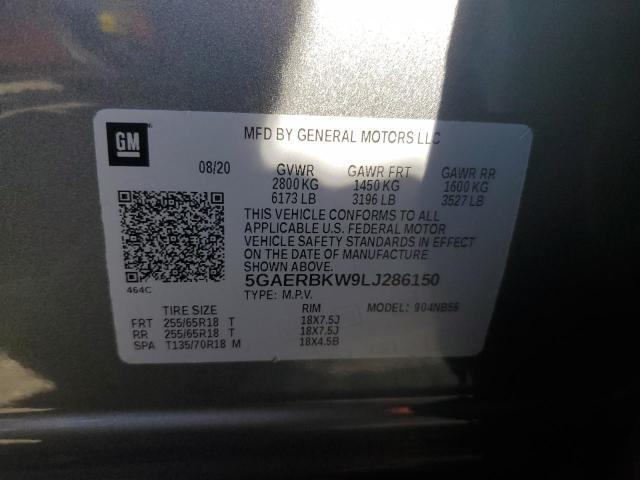 GM
MFD BY GENERAL MOTORS LLC
08/20 GVWR GAWR FRT GAWR RR
2800 KG 1450 KG 1600 KG
6173 LB 3196 LB 3527 LB
THIS VEHICLE CONFORMS TO ALL
APPLICABLE U.S. FEDERAL MOTOR
VEHICLE SAFETY STANDARDS IN EFFECT
ON THE DATE OF MANUFACTURE
SHOWN ABOVE.
5GAERBKW9LJ286150
464C
TYPE: M.P.V. MODEL: 904NB56
TIRE SIZE RIM
FRT 255/65R18 T 18X7.5J
RR 255/65R18 T 18X7.5J
SPA T135/70R18 M 18X4.5B